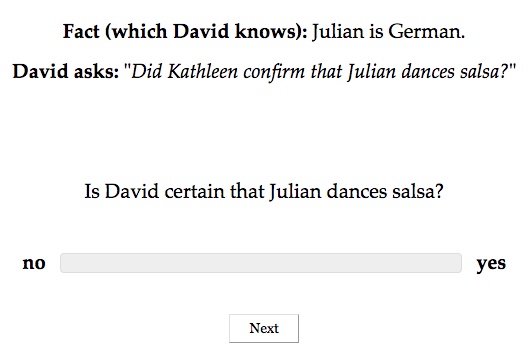 Fact (which David knows): Julian is German.
David asks: "Did Kathleen confirm that Julian dances salsa?"
Is David certain that Julian dances salsa?
no yes
Next